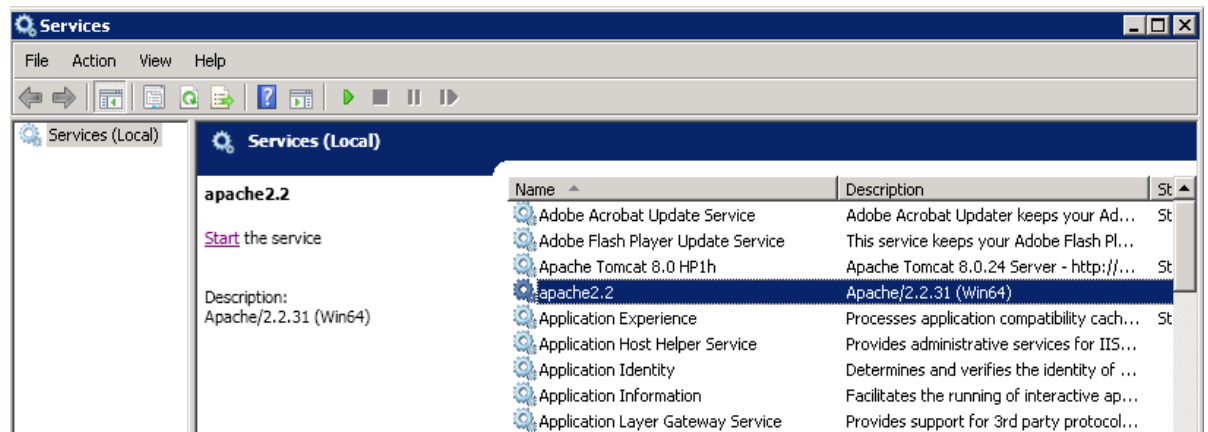 Services
File Action View Help
Services (Local)
Services (Local)
apache2.2
Start the service
Description:
Apache/2.2.31 (Win64)
Name Description St
Adobe Acrobat Update Service Adobe Acrobat Updater keeps your Ad... St
Adobe Flash Player Update Service This service keeps your Adobe Flash Pl...
Apache Tomcat 8.0 HP1h Apache Tomcat 8.0.24 Server - http://... St
apache2.2 Apache/2.2.31 (Win64)
Application Experience Processes application compatibility cach... St
Application Host Helper Service Provides administrative services for IIS...
Application Identity Determines and verifies the identity of ...
Application Information Facilitates the running of interactive ap...
Application Layer Gateway Service Provides support for 3rd party protocol...